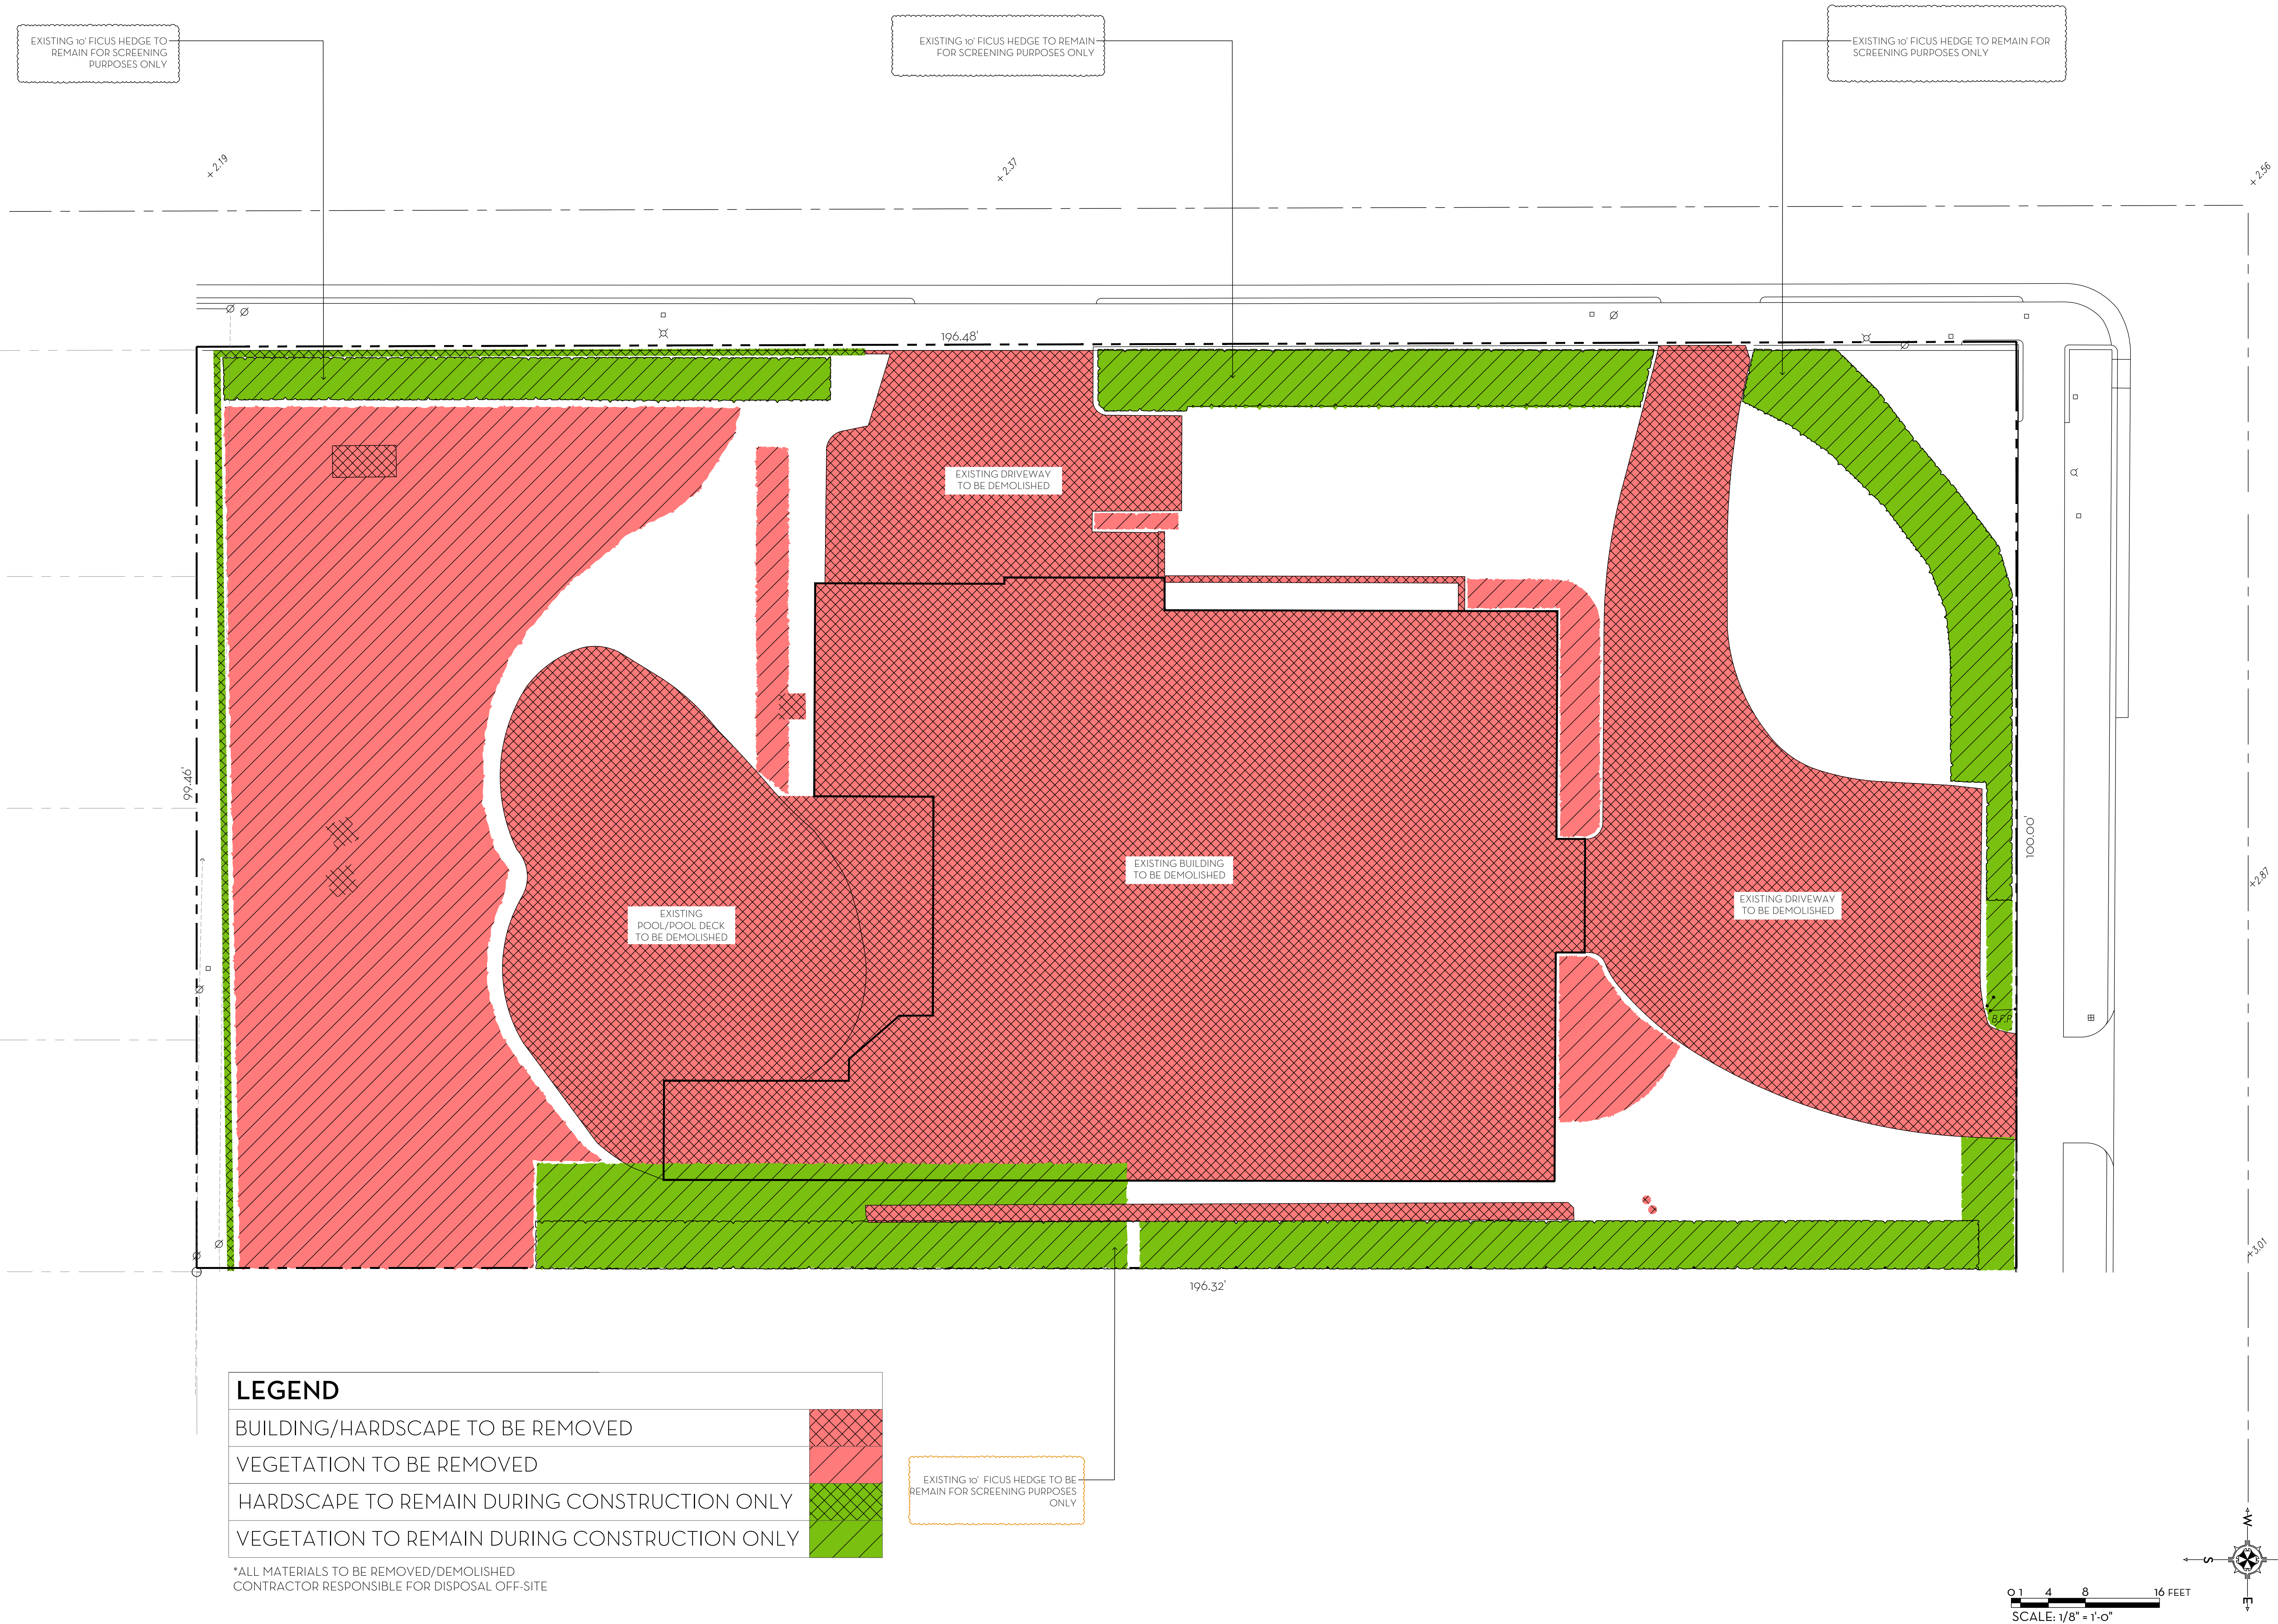 EXISTING 10' FICUS HEDGE TO
REMAIN FOR SCREENING
PURPOSES ONLY
EXISTING 10' FICUS HEDGE TO REMAIN
FOR SCREENING PURPOSES ONLY
EXISTING 10' FICUS HEDGE TO REMAIN FOR
SCREENING PURPOSES ONLY
+ 2.19
+ 2.37
+ 2.56
196.48'
EXISTING DRIVEWAY
TO BE DEMOLISHED
99.46'
100.00'
EXISTING BUILDING
TO BE DEMOLISHED
+2.87
EXISTING DRIVEWAY
TO BE DEMOLISHED
EXISTING
POOL/POOL DECK
TO BE DEMOLISHED
B.F.P.
+3.01
196.32'
LEGEND
BUILDING/HARDSCAPE TO BE REMOVED
VEGETATION TO BE REMOVED
HARDSCAPE TO REMAIN DURING CONSTRUCTION ONLY
VEGETATION TO REMAIN DURING CONSTRUCTION ONLY
*ALL MATERIALS TO BE REMOVED/DEMOLISHED
CONTRACTOR RESPONSIBLE FOR DISPOSAL OFF-SITE
EXISTING 10' FICUS HEDGE TO BE
REMAIN FOR SCREENING PURPOSES
ONLY
W
S
E
0 1 4 8 16 FEET
SCALE: 1/8" = 1'-0"